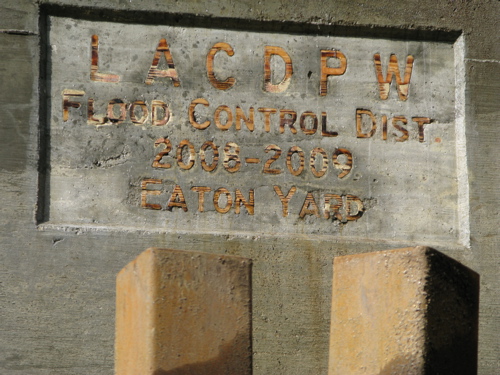 LACDPW
FLOOD CONTROL DIST.
2008-2009
EATON YARD